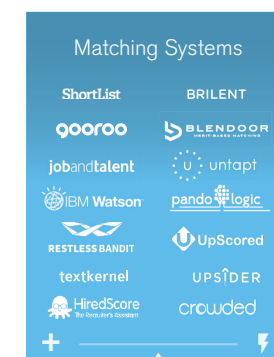 Matching Systems
ShortList BRILENT
gooroo BLENDOOR
MERIT-BASED MATCHING
jobandtalent u untapt
IBM Watson pandologic
RESTLESS BANDIT UpScored
textkernel UPSIDER
HiredScore crowded
The Recruiter's Assistant